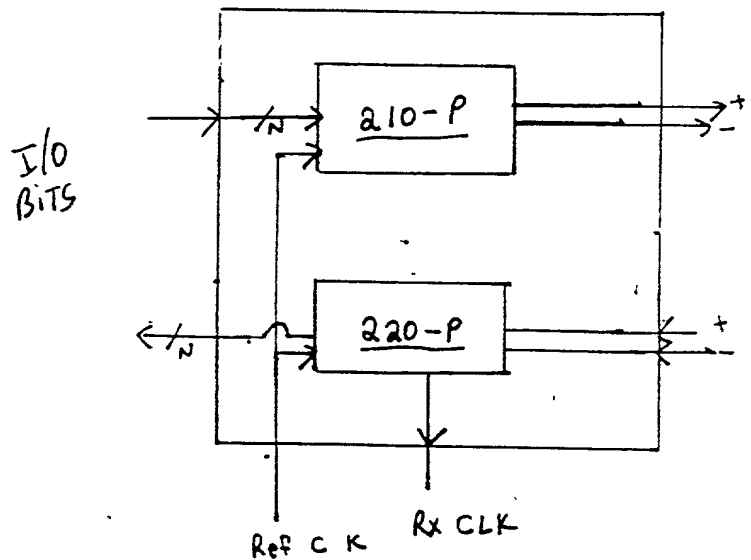 210-P
+
-
N
I/O
BiTS
220-P
+
-
N
Ref C K
Rx CLK